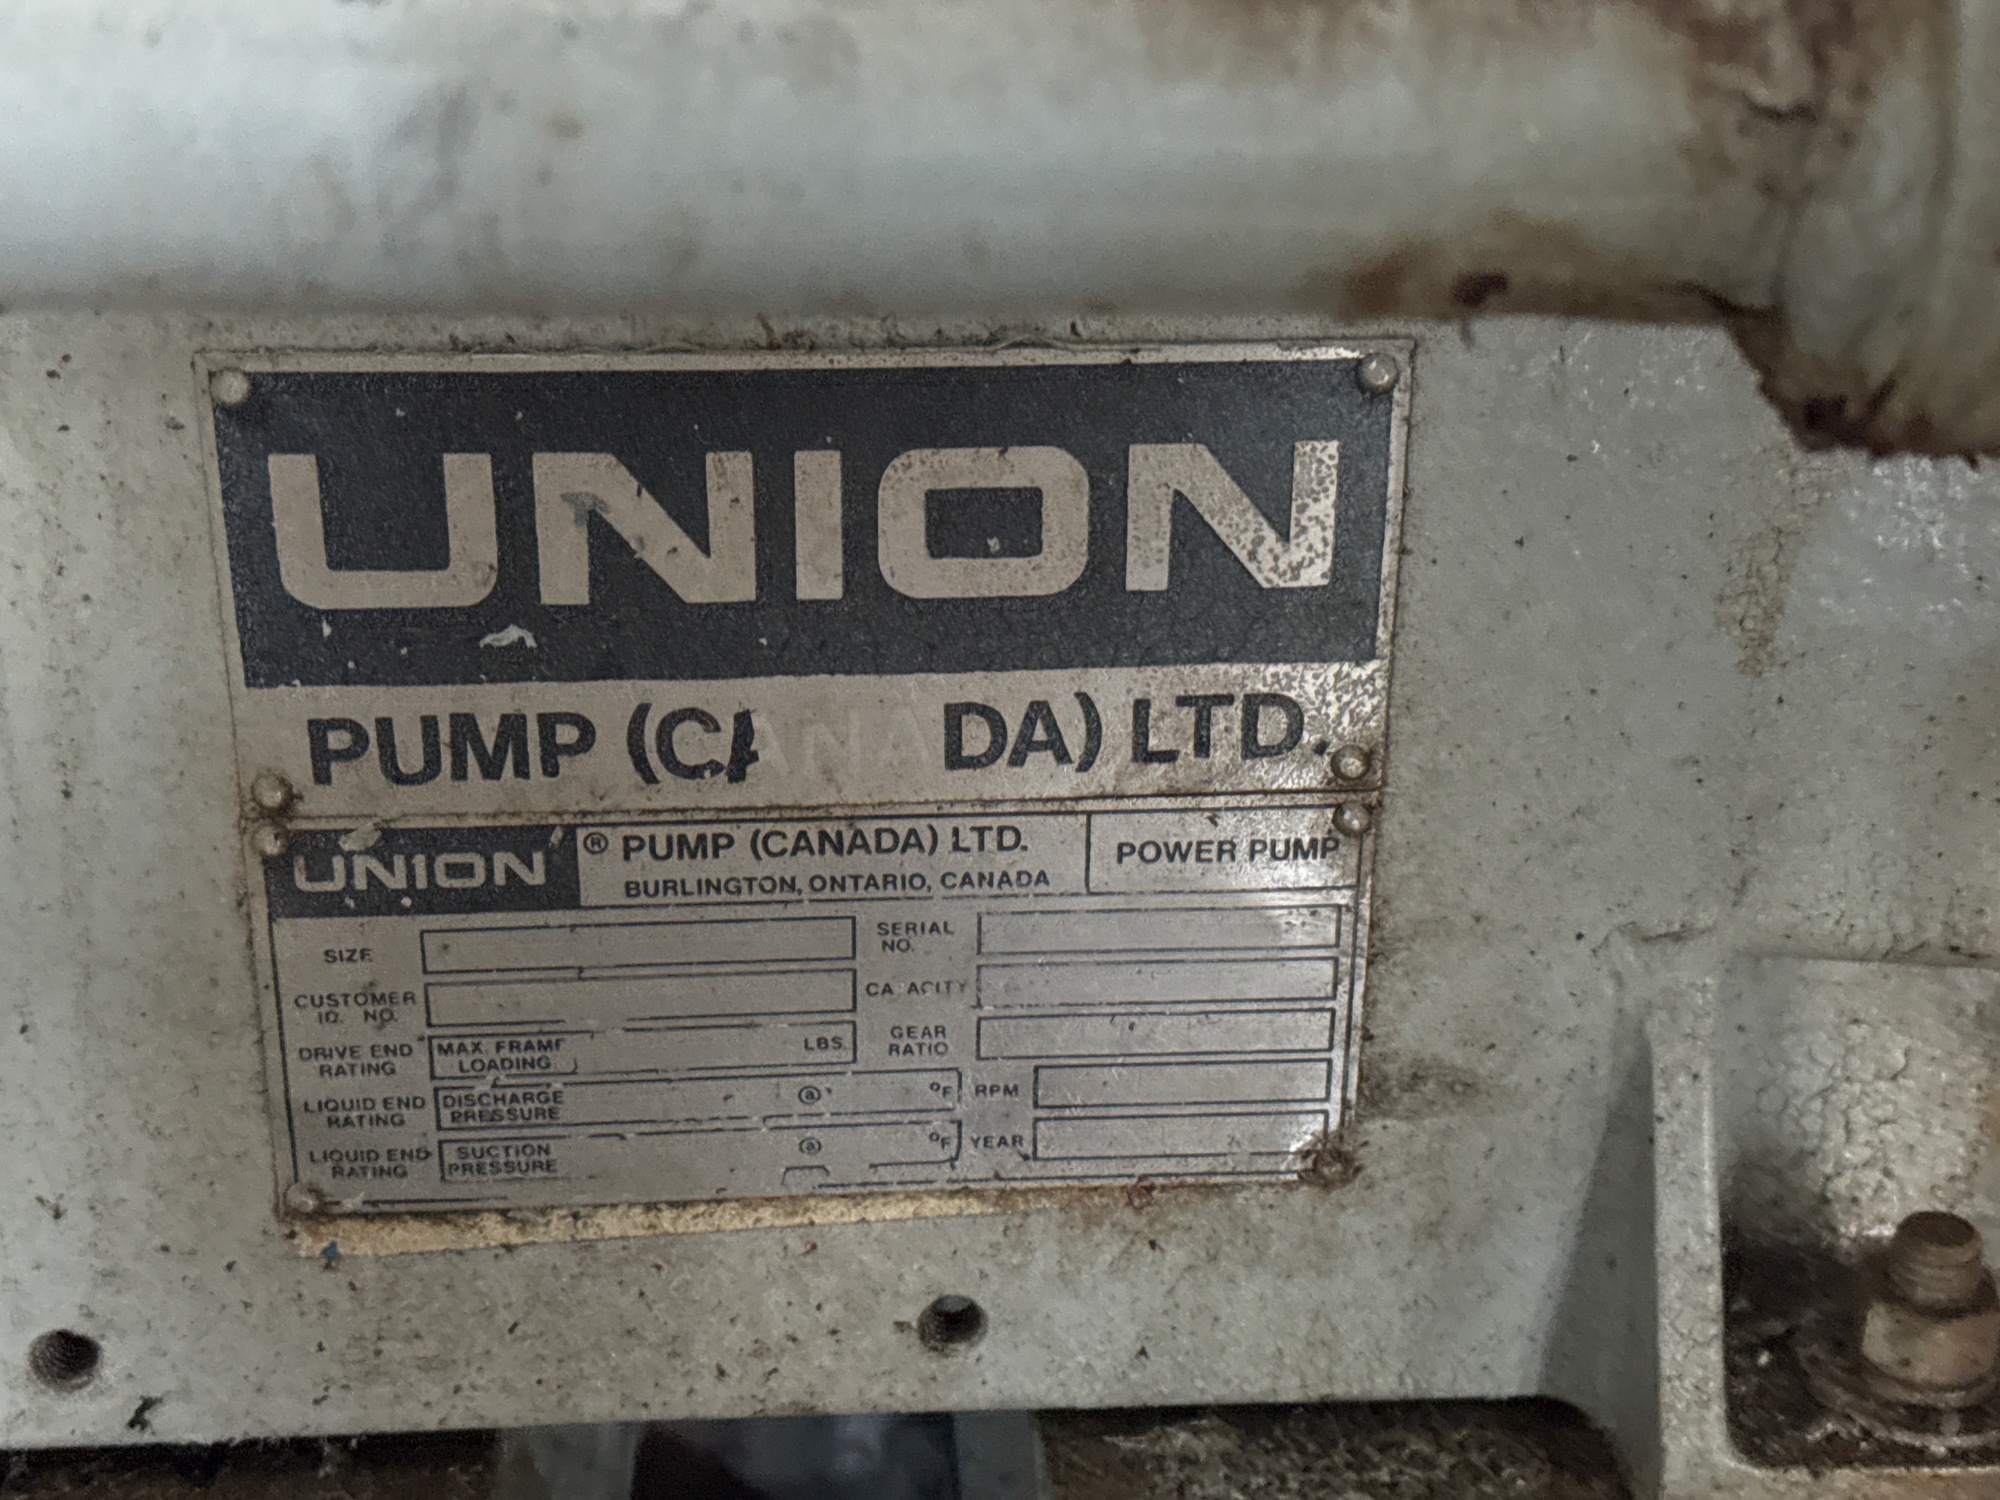 UNION
PUMP (CANADA) LTD.
UNION ® PUMP (CANADA) LTD.
BURLINGTON, ONTARIO, CANADA
POWER PUMP
SIZE
SERIAL NO.
CUSTOMER ID. NO.
CAPACITY
DRIVE END RATING
MAX. FRAME LOADING
LBS.
GEAR RATIO
LIQUID END RATING
DISCHARGE PRESSURE
@ °F
RPM
LIQUID END RATING
SUCTION PRESSURE
@ °F
YEAR